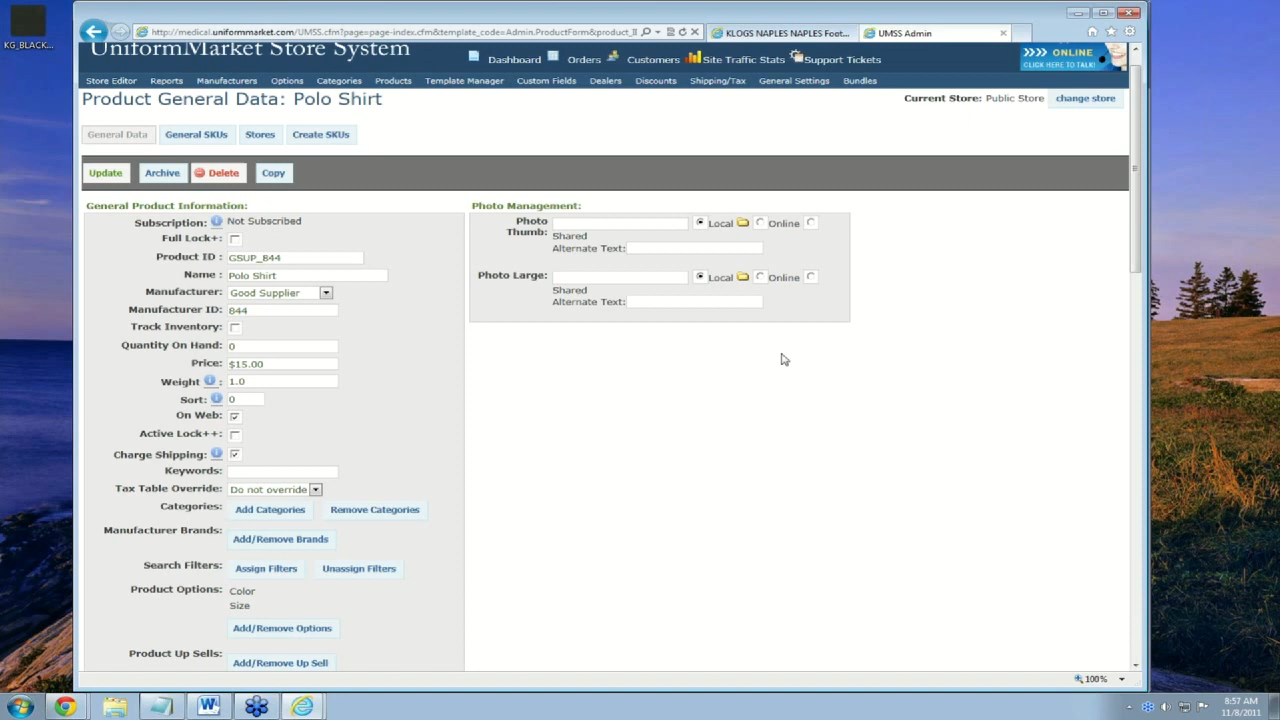 KG_BLACK...
http://medical.uniformmarket.com/UMSS.cfm?page=page-index.cfm&template_code=Admin.ProductForm&product_I
KLOGS NAPLES NAPLES Foot...
UMSS Admin
UniformMarket Store System
Dashboard
Orders
Customers
Site Traffic Stats
Support Tickets
ONLINE
CLICK HERE TO TALK!
Store Editor
Reports
Manufacturers
Options
Categories
Products
Template Manager
Custom Fields
Dealers
Discounts
Shipping/Tax
General Settings
Bundles
Product General Data: Polo Shirt
Current Store: Public Store
change store
General Data
General SKUs
Stores
Create SKUs
Update
Archive
Delete
Copy
General Product Information:
Subscription: Not Subscribed
Full Lock+:
Product ID : GSUP_844
Name : Polo Shirt
Manufacturer: Good Supplier
Manufacturer ID: 844
Track Inventory:
Quantity On Hand: 0
Price: $15.00
Weight : 1.0
Sort: 0
On Web:
Active Lock++:
Charge Shipping:
Keywords:
Tax Table Override: Do not override
Categories: Add Categories Remove Categories
Manufacturer Brands:
Add/Remove Brands
Search Filters: Assign Filters Unassign Filters
Product Options: Color
Size
Add/Remove Options
Product Up Sells:
Add/Remove Up Sell
Photo Management:
Photo Thumb: Local Online
Shared
Alternate Text:
Photo Large: Local Online
Shared
Alternate Text:
100%
8:57 AM
11/8/2011